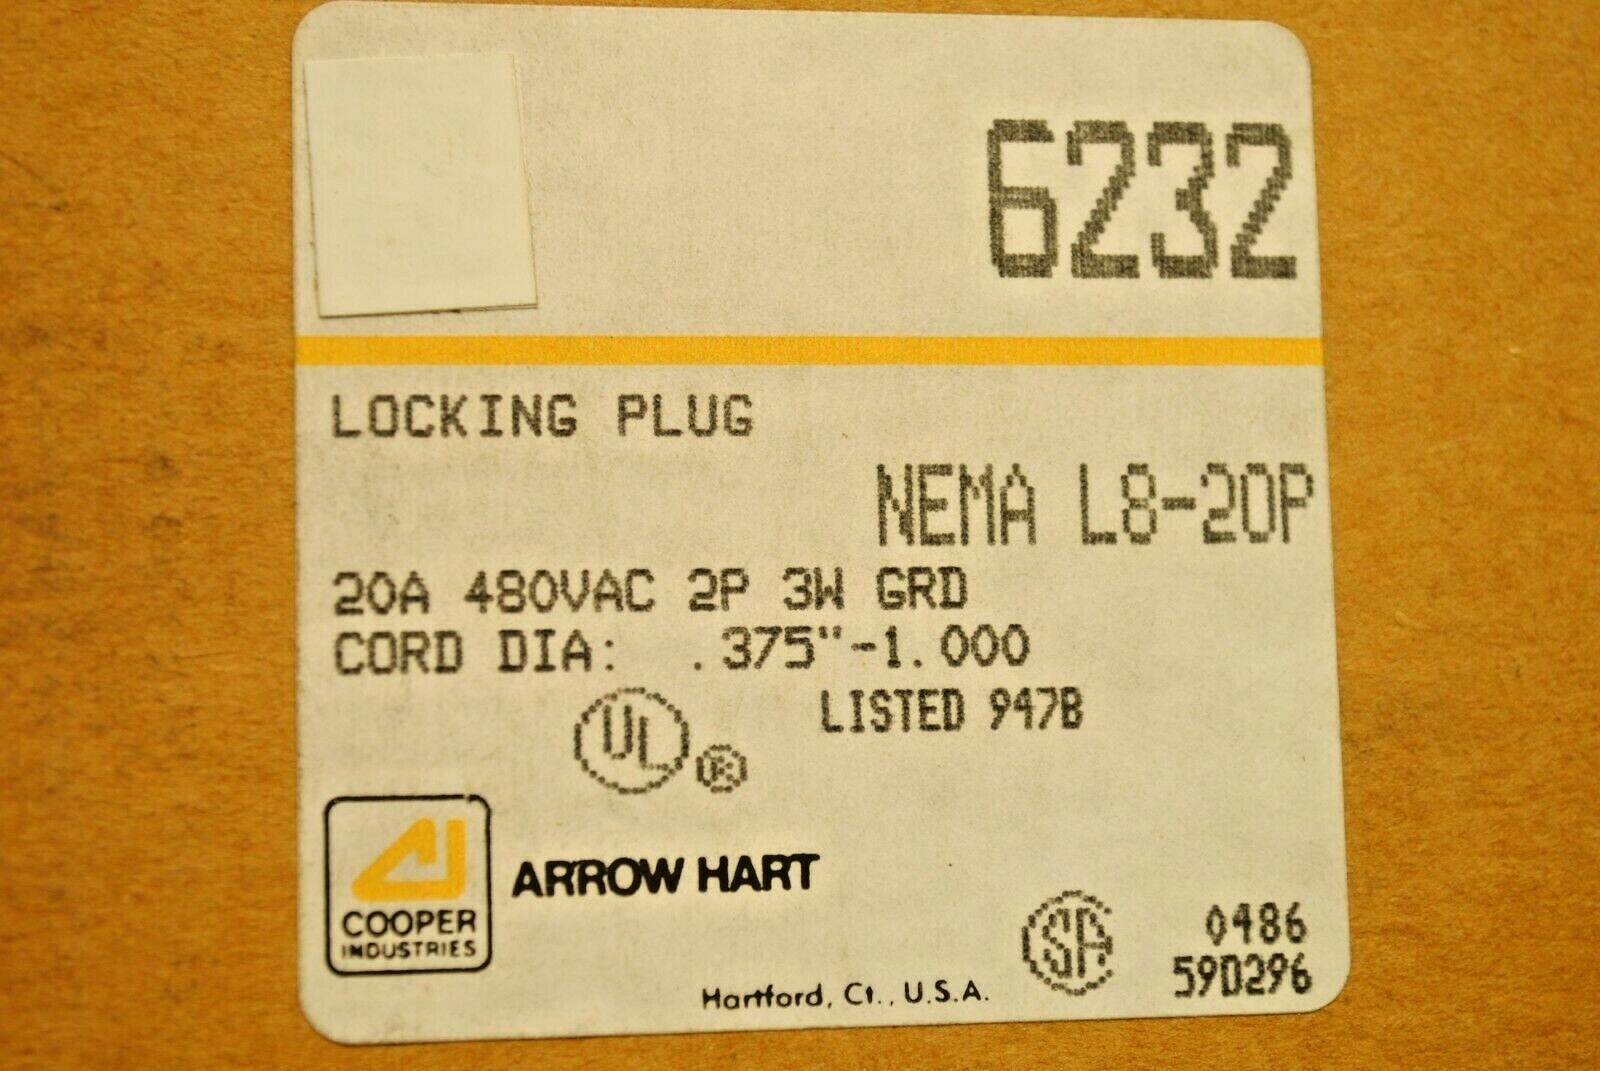 6232
LOCKING PLUG
NEMA L8-20P
20A 480VAC 2P 3W GRD
CORD DIA: .375"-1.000
LISTED 947B
UL ®
COOPER
INDUSTRIES
ARROW HART
SA
0486
59D296
Hartford, Ct., U.S.A.